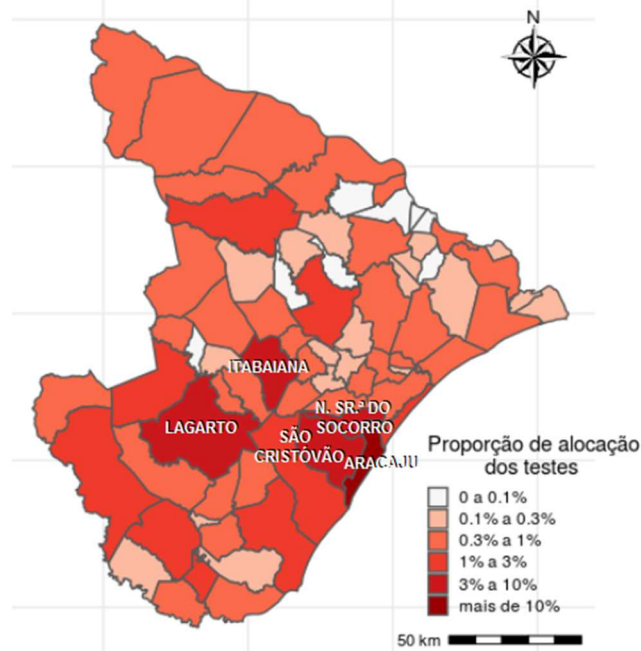 N
ITABAIANA
LAGARTO
N. SR.ª DO
SOCORRO
SÃO
CRISTÓVÃO
ARACAJU
Proporção de alocação
dos testes
0 a 0.1%
0.1% a 0.3%
0.3% a 1%
1% a 3%
3% a 10%
mais de 10%
50 km